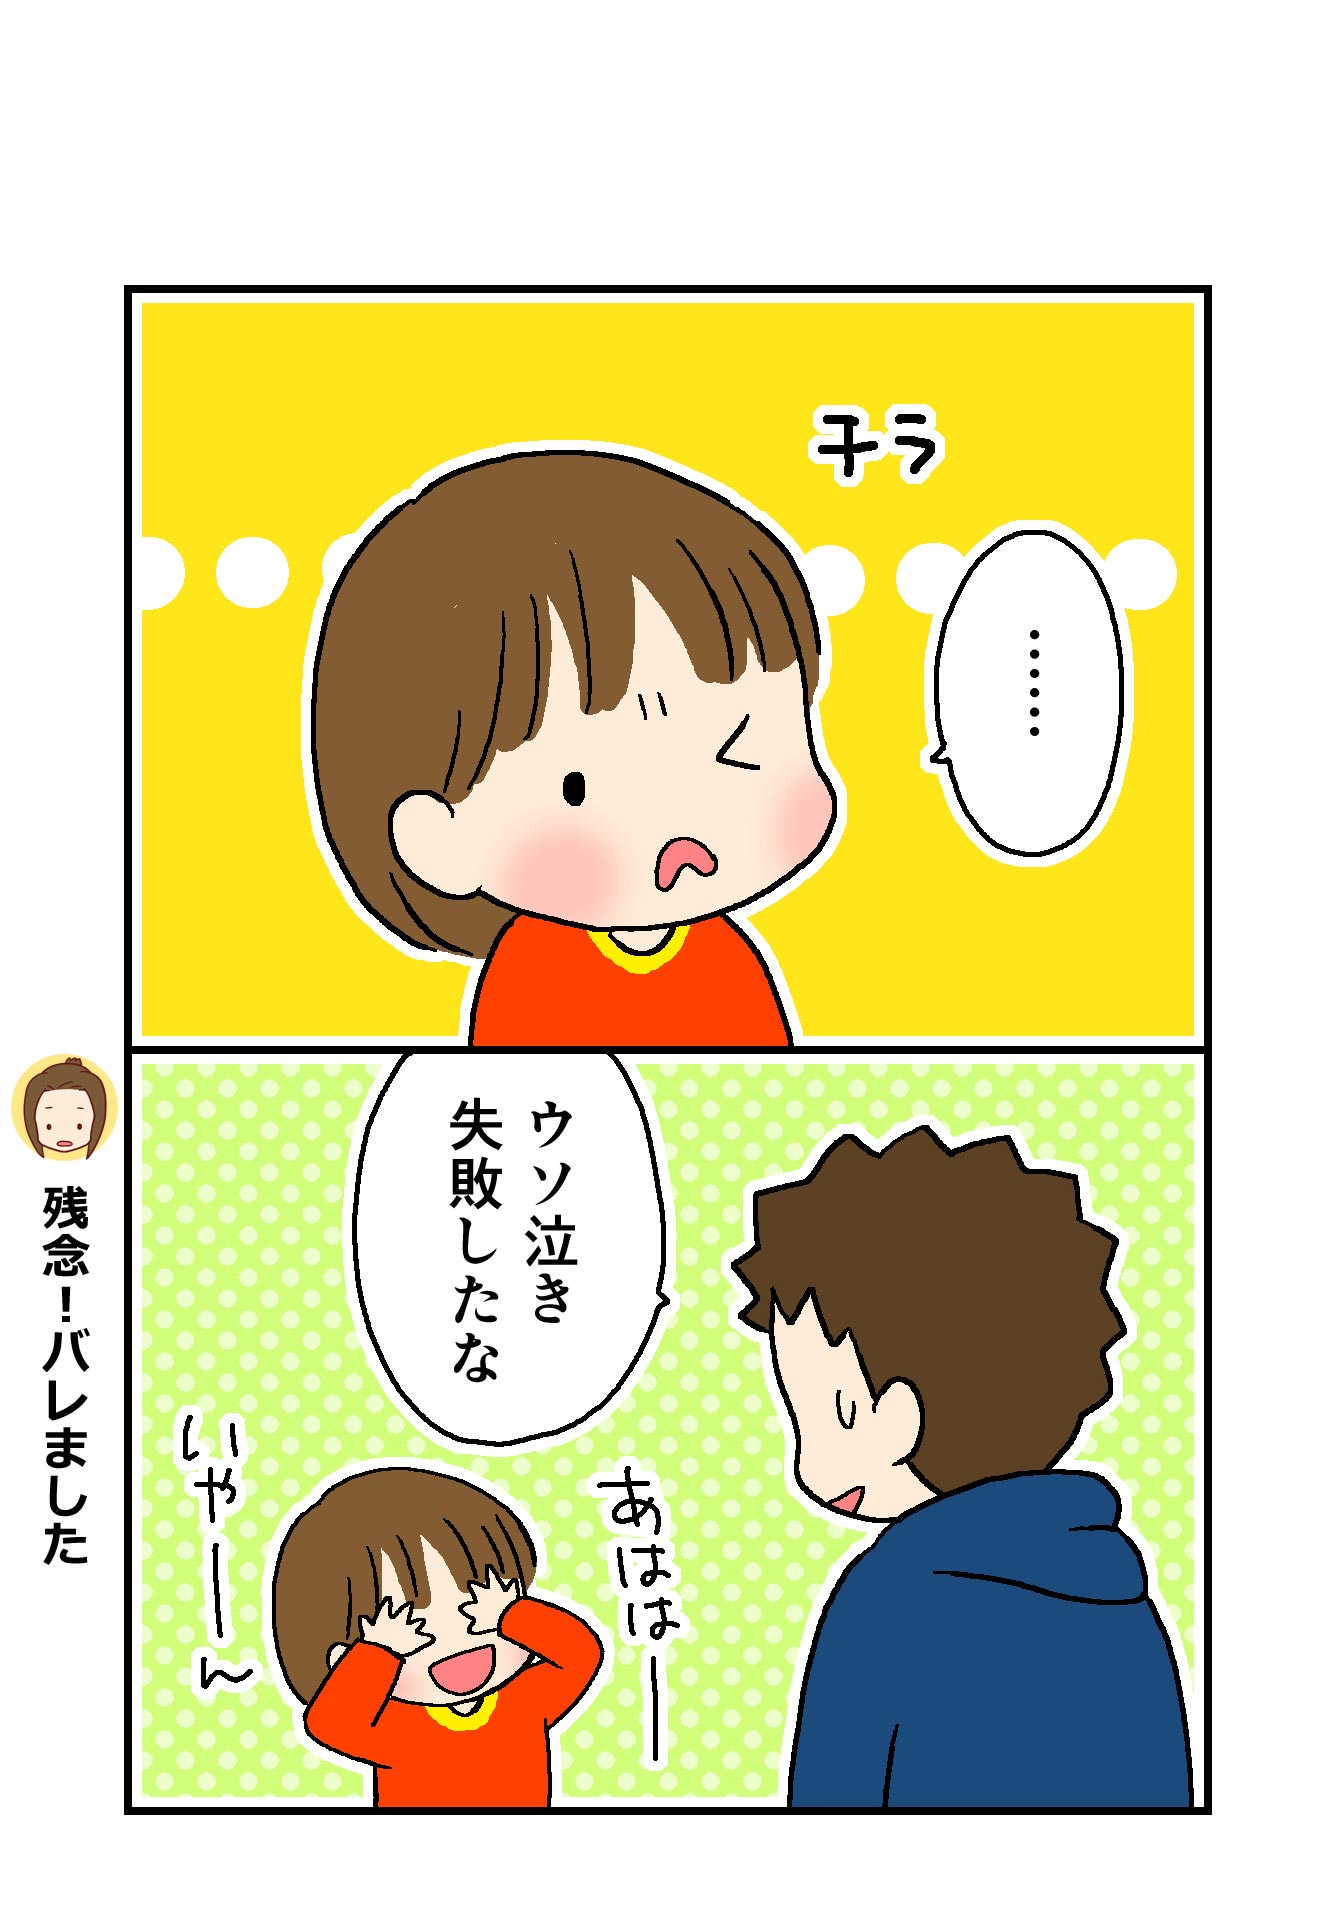 チラ
……
ウソ泣き
失敗したな
あはは──
いや──ん
残念！バレました